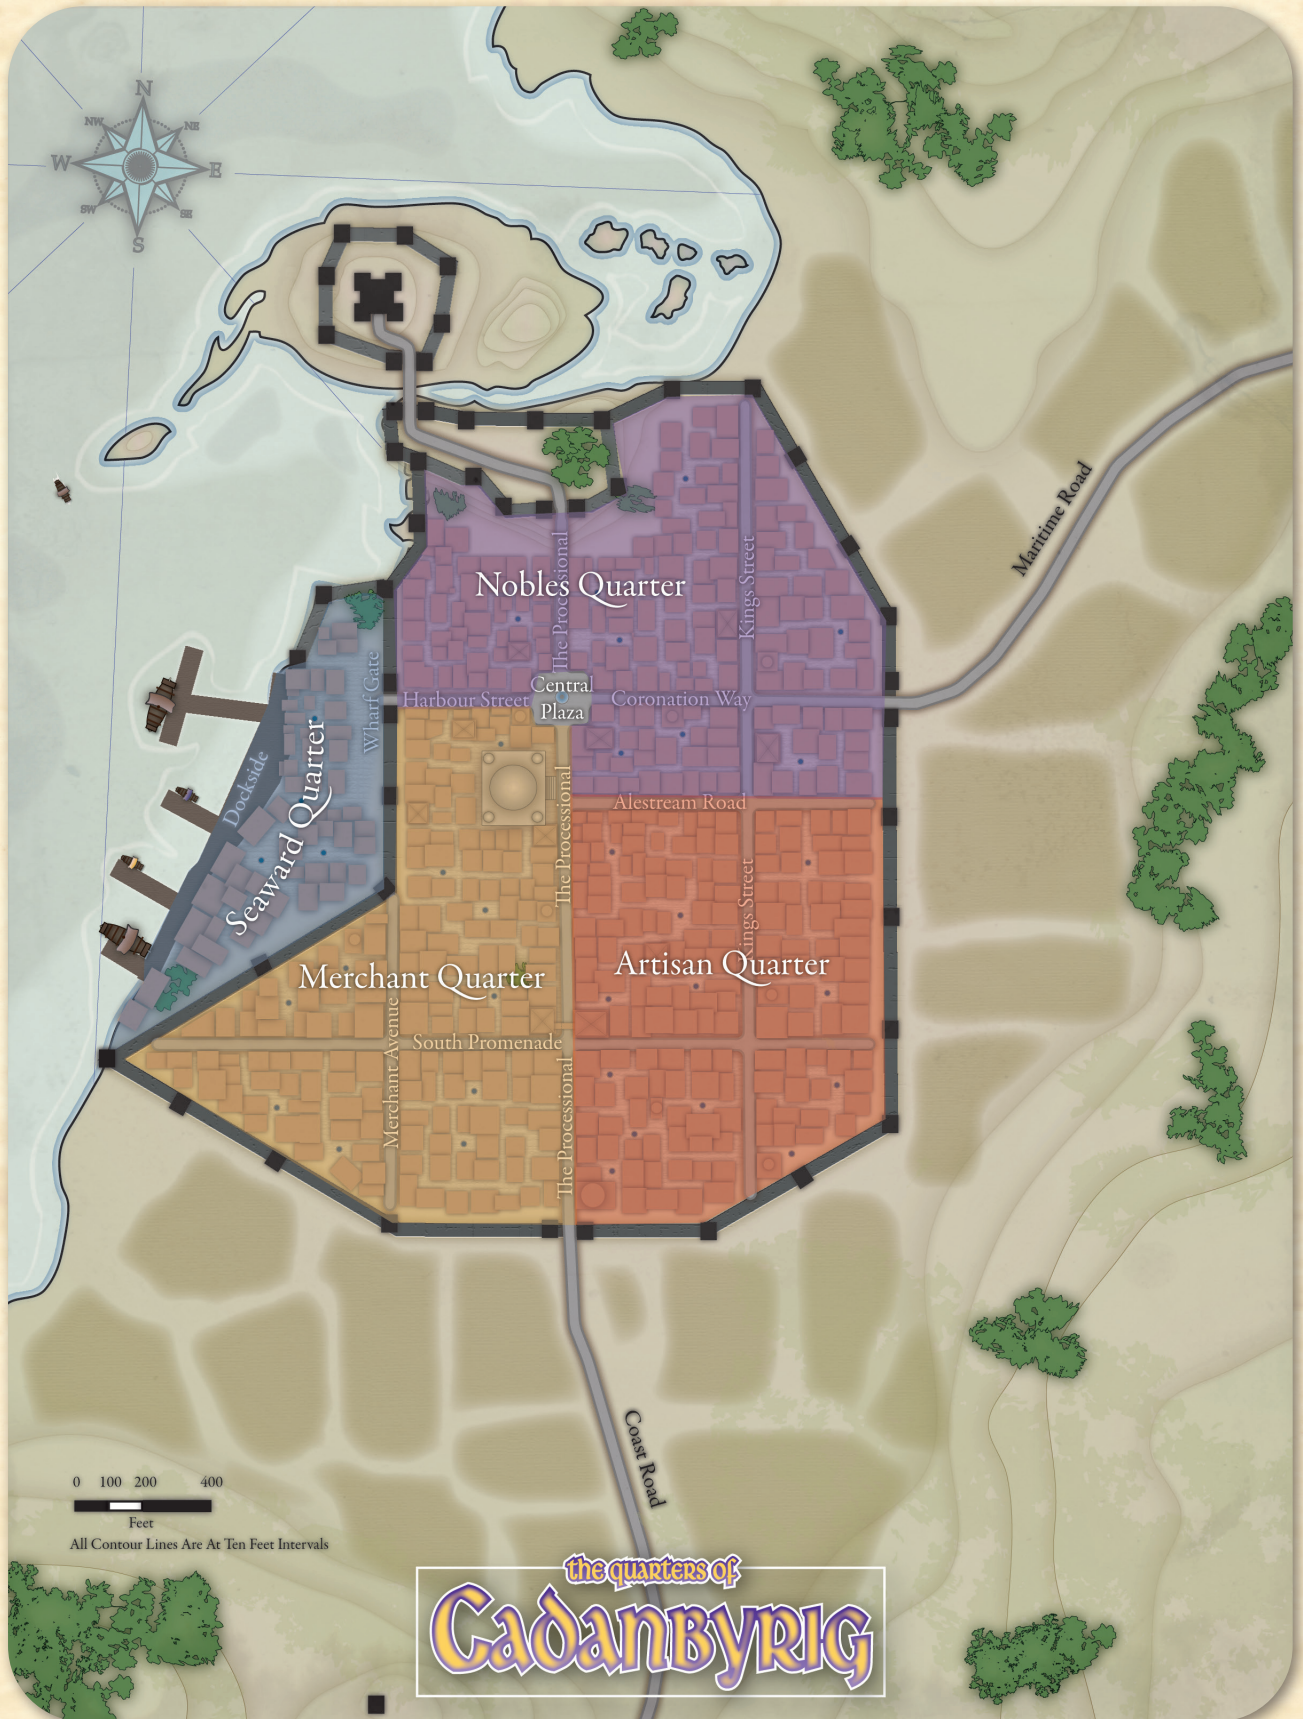 N
NW
NE
W
E
SW
SE
S
Maritime Road
The Processional
Kings Street
Nobles Quarter
Central
Plaza
Harbour Street
Coronation Way
Wharf Gate
Dockside
Seaward Quarter
Alestream Road
The Processional
Kings Street
Merchant Quarter
Artisan Quarter
Merchant Avenue
South Promenade
The Processional
Coast Road
0 100 200 400
Feet
All Contour Lines Are At Ten Feet Intervals
the quarters of
Cadanbyrig